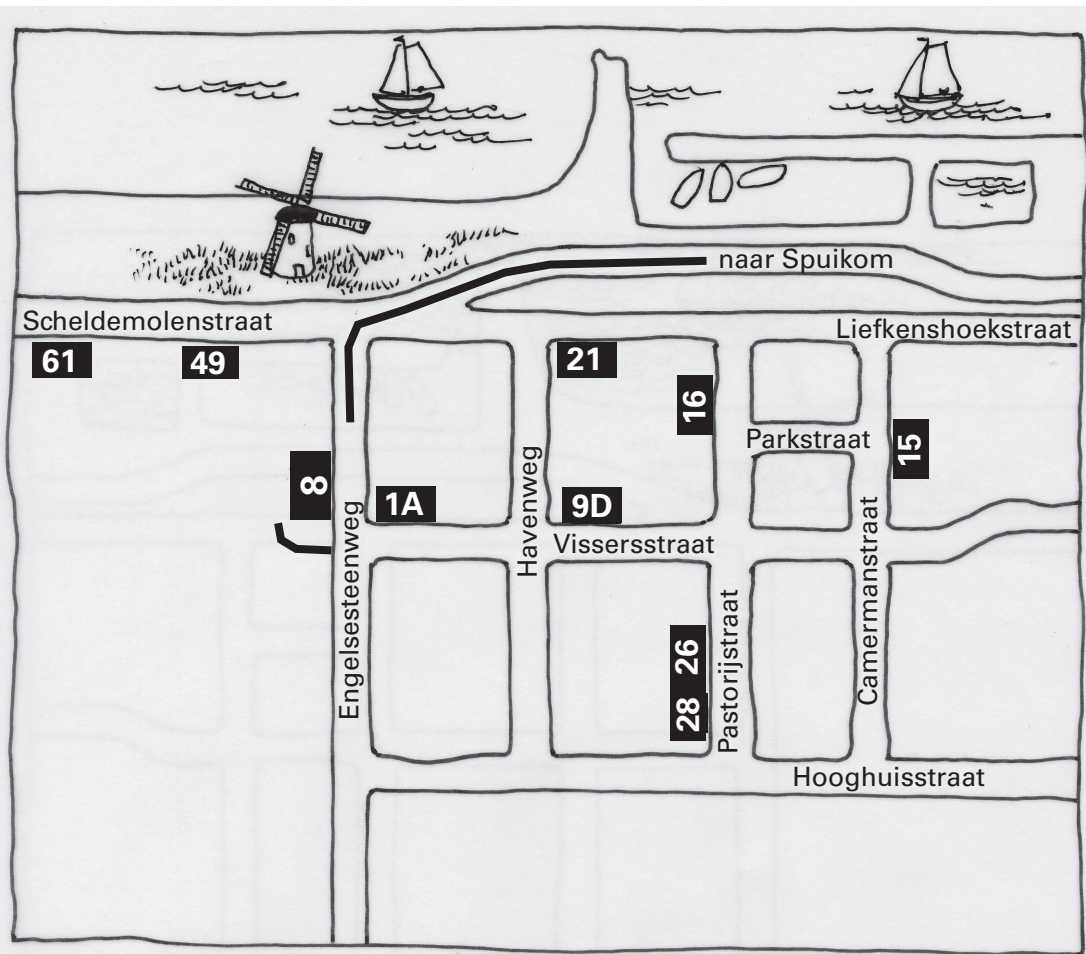 naar Spuikom
Scheldemolenstraat
Liefkenshoekstraat
61
49
21
16
Parkstraat
15
8
1A
9D
Havenweg
Vissersstraat
Engelsesteenweg
Camermanstraat
Pastorijstraat
26
28
Hooghuisstraat